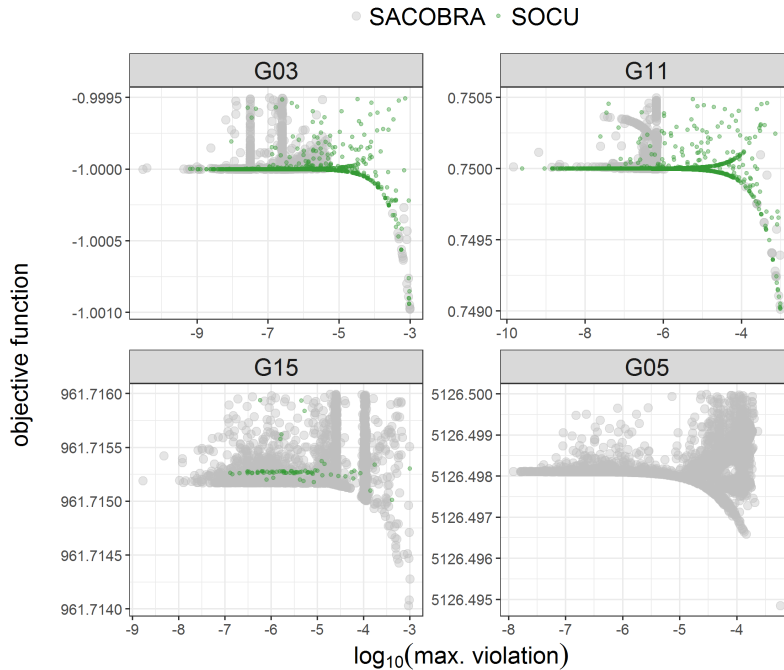 SACOBRA SOCU
G03
G11
-0.9995
-1.0000
-1.0005
-1.0010
0.7505
0.7500
0.7495
0.7490
-9 -7 -5 -3
-10 -8 -6 -4
G15
G05
961.7160
961.7155
961.7150
961.7145
961.7140
5126.500
5126.499
5126.498
5126.497
5126.496
5126.495
-9 -8 -7 -6 -5 -4 -3
-8 -7 -6 -5 -4
objective function
log10(max. violation)